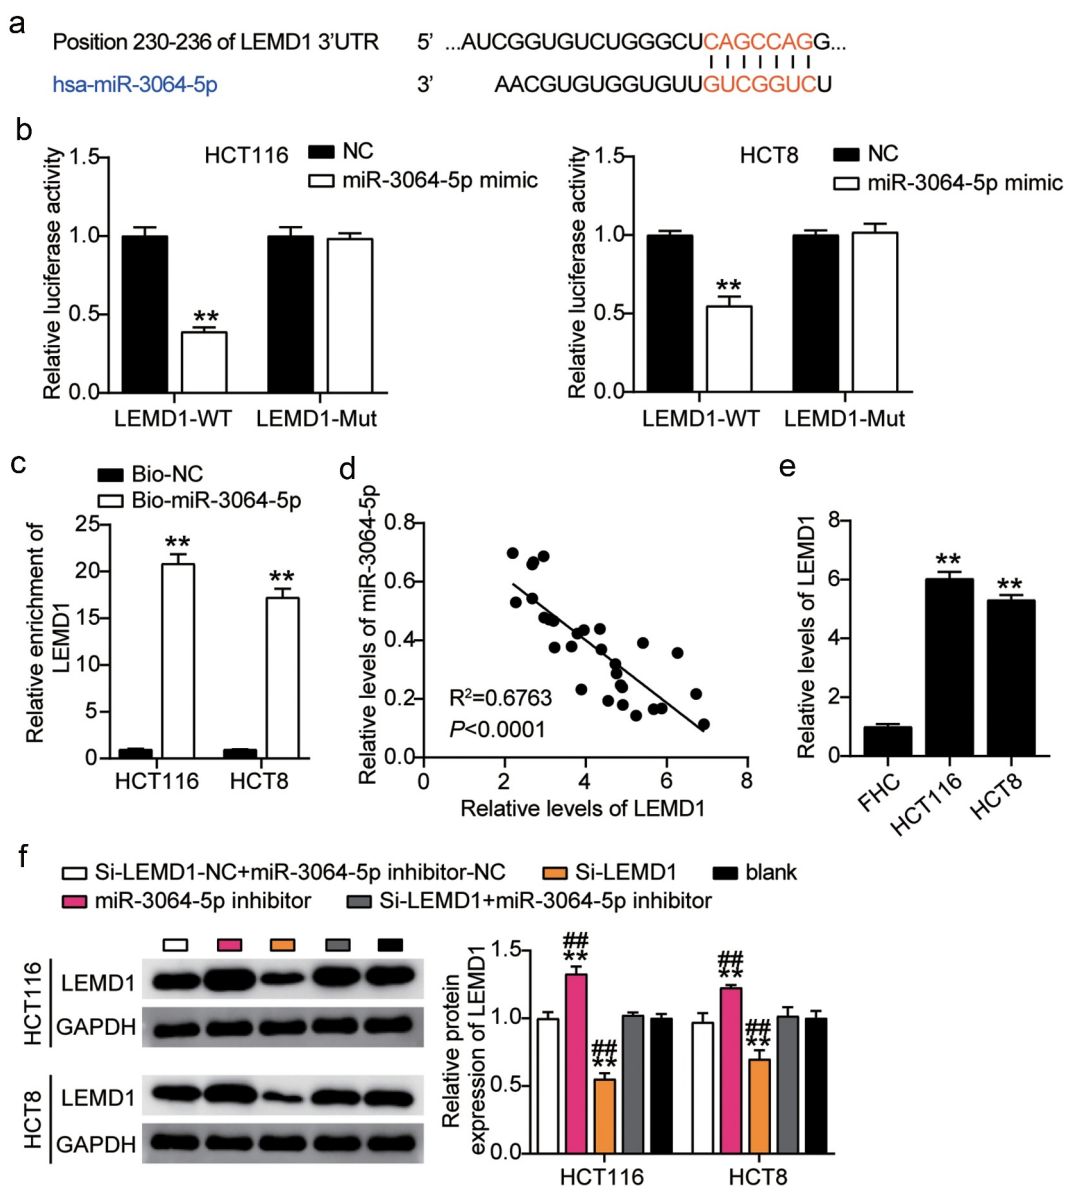 a
Position 230-236 of LEMD1 3’UTR 5’ ...AUCGGUGUCUGGGCUCAGCCAGG...
hsa-miR-3064-5p 3’ AACGUGUGGUGUUGUCGGUCU
b
HCT116
NC
miR-3064-5p mimic
Relative luciferase activity
1.5
1.0
0.5
0.0
**
LEMD1-WT LEMD1-Mut
HCT8
NC
miR-3064-5p mimic
Relative luciferase activity
1.5
1.0
0.5
0.0
**
LEMD1-WT LEMD1-Mut
c
Bio-NC
Bio-miR-3064-5p
Relative enrichment of
LEMD1
25
20
15
10
5
0
**
**
HCT116 HCT8
d
Relative levels of miR-3064-5p
0.8
0.6
0.4
0.2
0.0
R²=0.6763
P<0.0001
0 2 4 6 8
Relative levels of LEMD1
e
Relative levels of LEMD1
8
6
4
2
0
**
**
FHC
HCT116
HCT8
f
Si-LEMD1-NC+miR-3064-5p inhibitor-NC Si-LEMD1 blank
miR-3064-5p inhibitor Si-LEMD1+miR-3064-5p inhibitor
HCT116
LEMD1
GAPDH
HCT8
LEMD1
GAPDH
Relative protein
expression of LEMD1
1.5
1.0
0.5
0.0
##
**
##
**
##
**
##
**
HCT116 HCT8